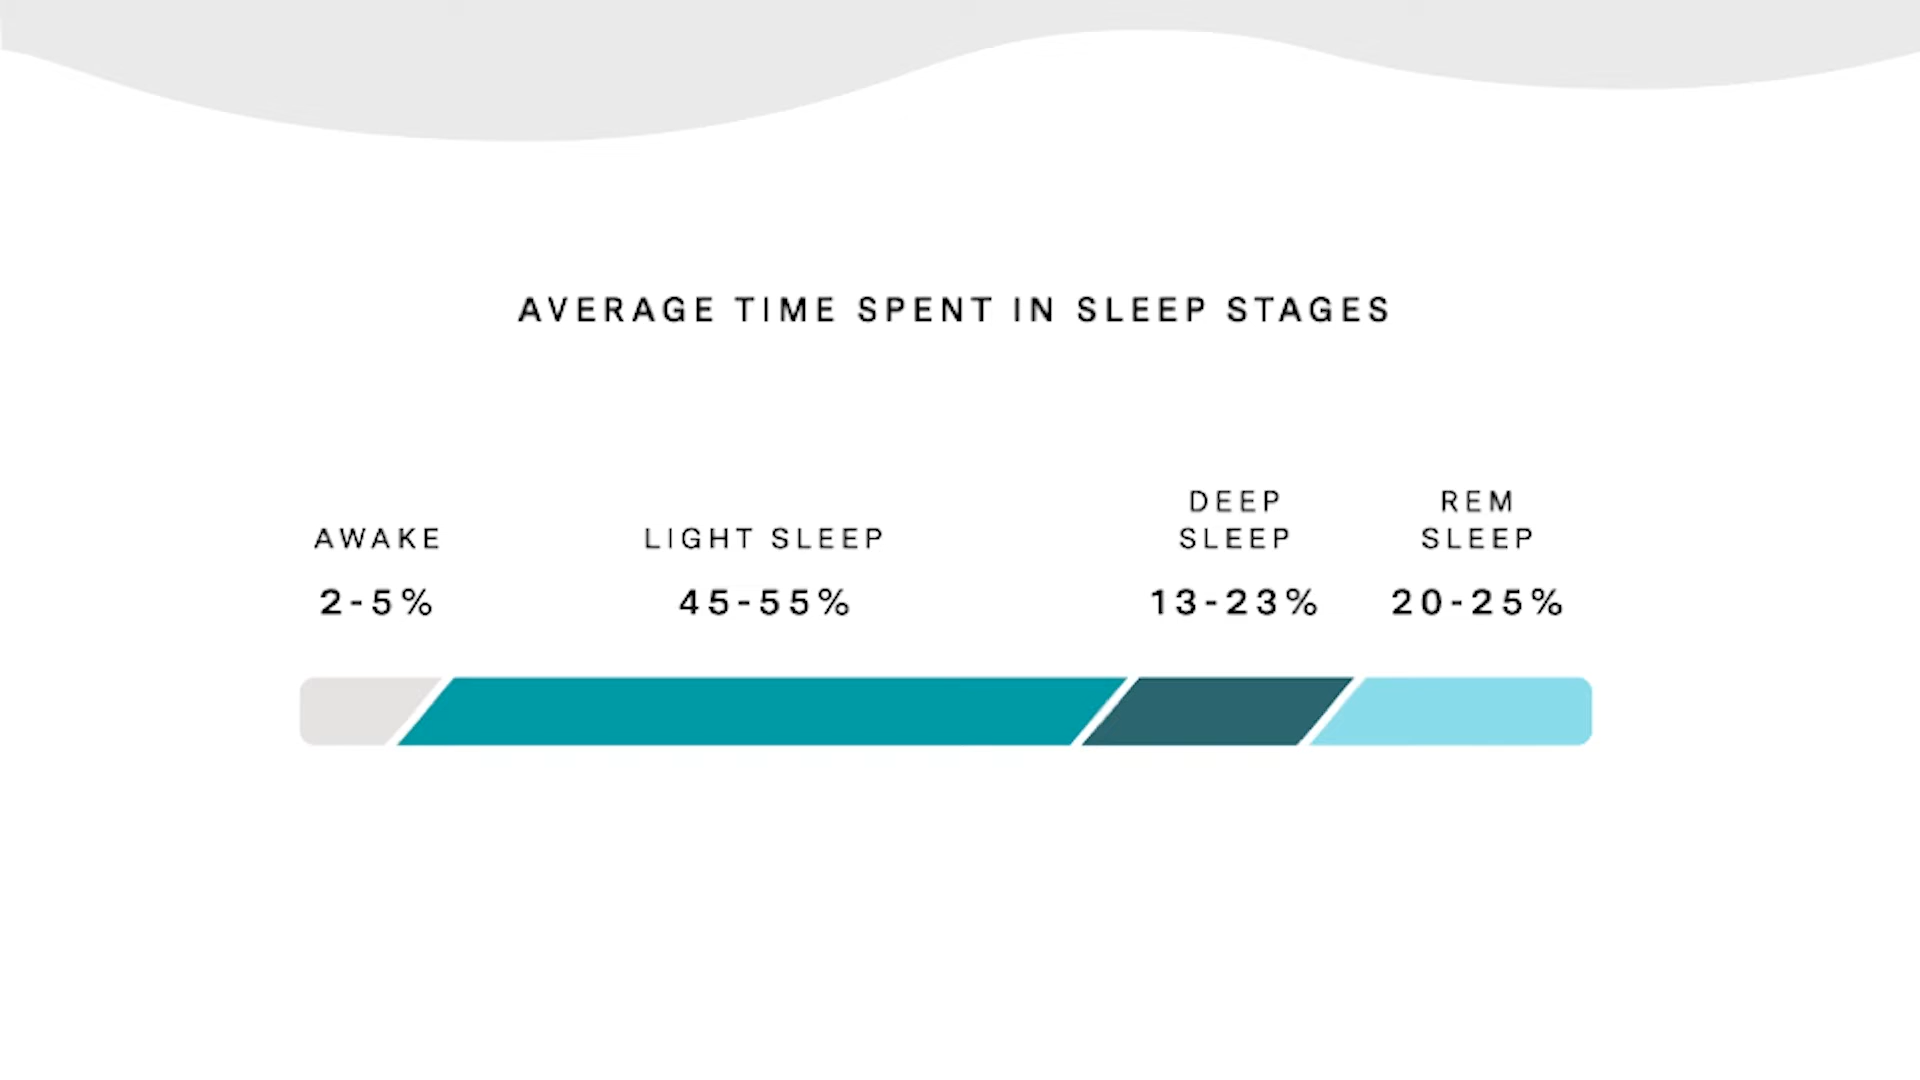 AVERAGE TIME SPENT IN SLEEP STAGES
AWAKE
2-5%
LIGHT SLEEP
45-55%
DEEP
SLEEP
13-23%
REM
SLEEP
20-25%